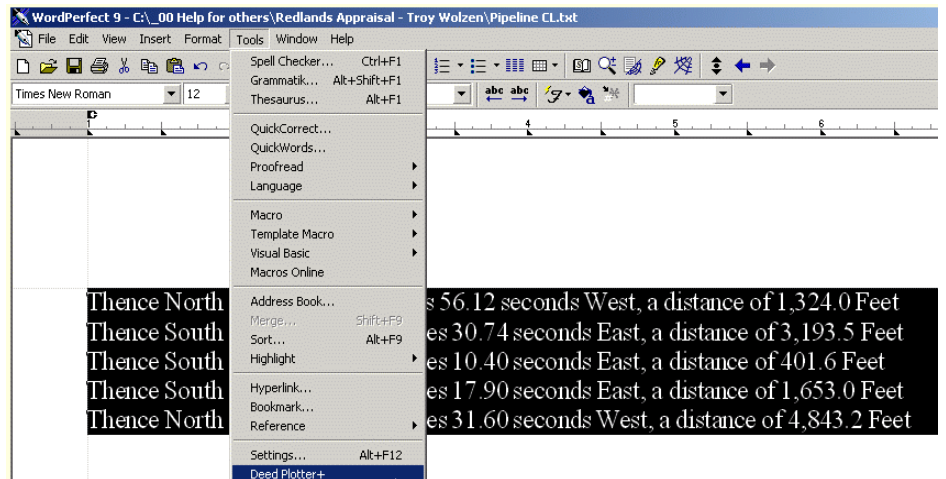 WordPerfect 9 - C:\_00 Help for others\Redlands Appraisal - Troy Wolzen\Pipeline CL.txt
File Edit View Insert Format Tools Window Help
Times New Roman 12
abc abc
1 4 5 6
Spell Checker... Ctrl+F1
Grammatik... Alt+Shift+F1
Thesaurus... Alt+F1
QuickCorrect...
QuickWords...
Proofread
Language
Macro
Template Macro
Visual Basic
Macros Online
Address Book...
Merge... Shift+F9
Sort... Alt+F9
Highlight
Hyperlink...
Bookmark...
Reference
Settings... Alt+F12
Deed Plotter+
Thence North s 56.12 seconds West, a distance of 1,324.0 Feet
Thence South es 30.74 seconds East, a distance of 3,193.5 Feet
Thence South es 10.40 seconds East, a distance of 401.6 Feet
Thence South es 17.90 seconds East, a distance of 1,653.0 Feet
Thence North es 31.60 seconds West, a distance of 4,843.2 Feet